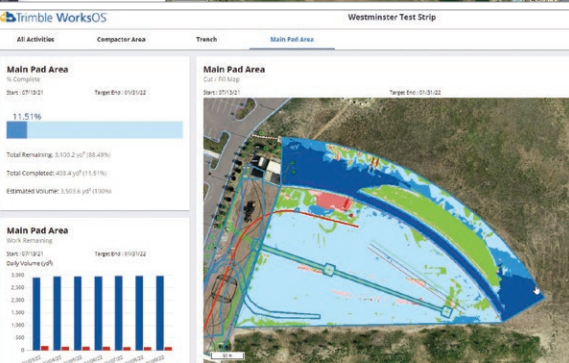 Trimble WorksOS
Westminster Test Strip
All Activities
Compactor Area
Trench
Main Pad Area
Main Pad Area
% Complete
Start : 07/13/21
Target End : 01/31/22
11.51%
Total Remaining: 3,100.2 yd³ (88.49%)
Total Completed: 403.4 yd³ (11.51%)
Estimated Volume: 3,503.6 yd³ (100%)
Main Pad Area
Work Remaining
Start : 07/13/21
Target End : 01/31/22
Daily Volume (yd³)
3,000
2,500
2,000
1,500
1,000
500
0
Main Pad Area
Cut / Fill Map
Start : 07/13/21
Target End : 01/31/22